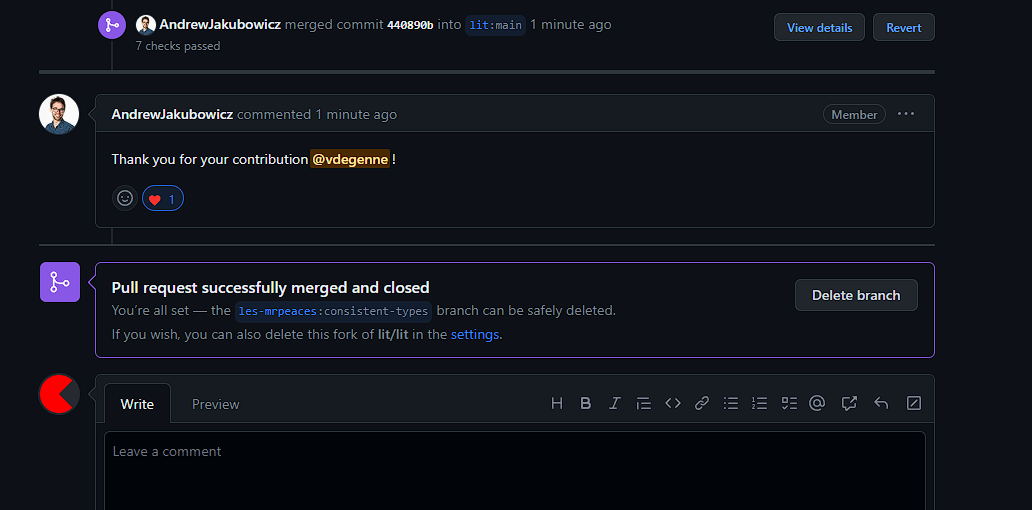 AndrewJakubowicz merged commit 440890b into lit:main 1 minute ago
View details
Revert
7 checks passed
AndrewJakubowicz commented 1 minute ago
Member
Thank you for your contribution @vdegenne !
1
Pull request successfully merged and closed
You're all set — the les-mrpeaces:consistent-types branch can be safely deleted.
If you wish, you can also delete this fork of lit/lit in the settings.
Delete branch
Write
Preview
Leave a comment